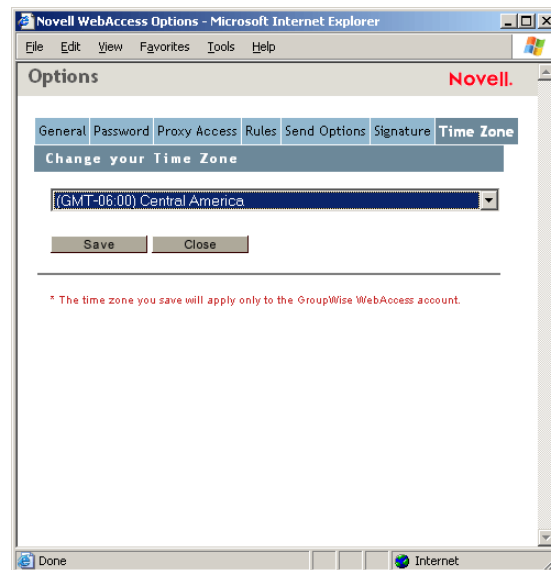 Novell WebAccess Options - Microsoft Internet Explorer
File Edit View Favorites Tools Help
Options
Novell.
General Password Proxy Access Rules Send Options Signature Time Zone
Change your Time Zone
(GMT-06:00) Central America
Save Close
* The time zone you save will apply only to the GroupWise WebAccess account.
Done Internet